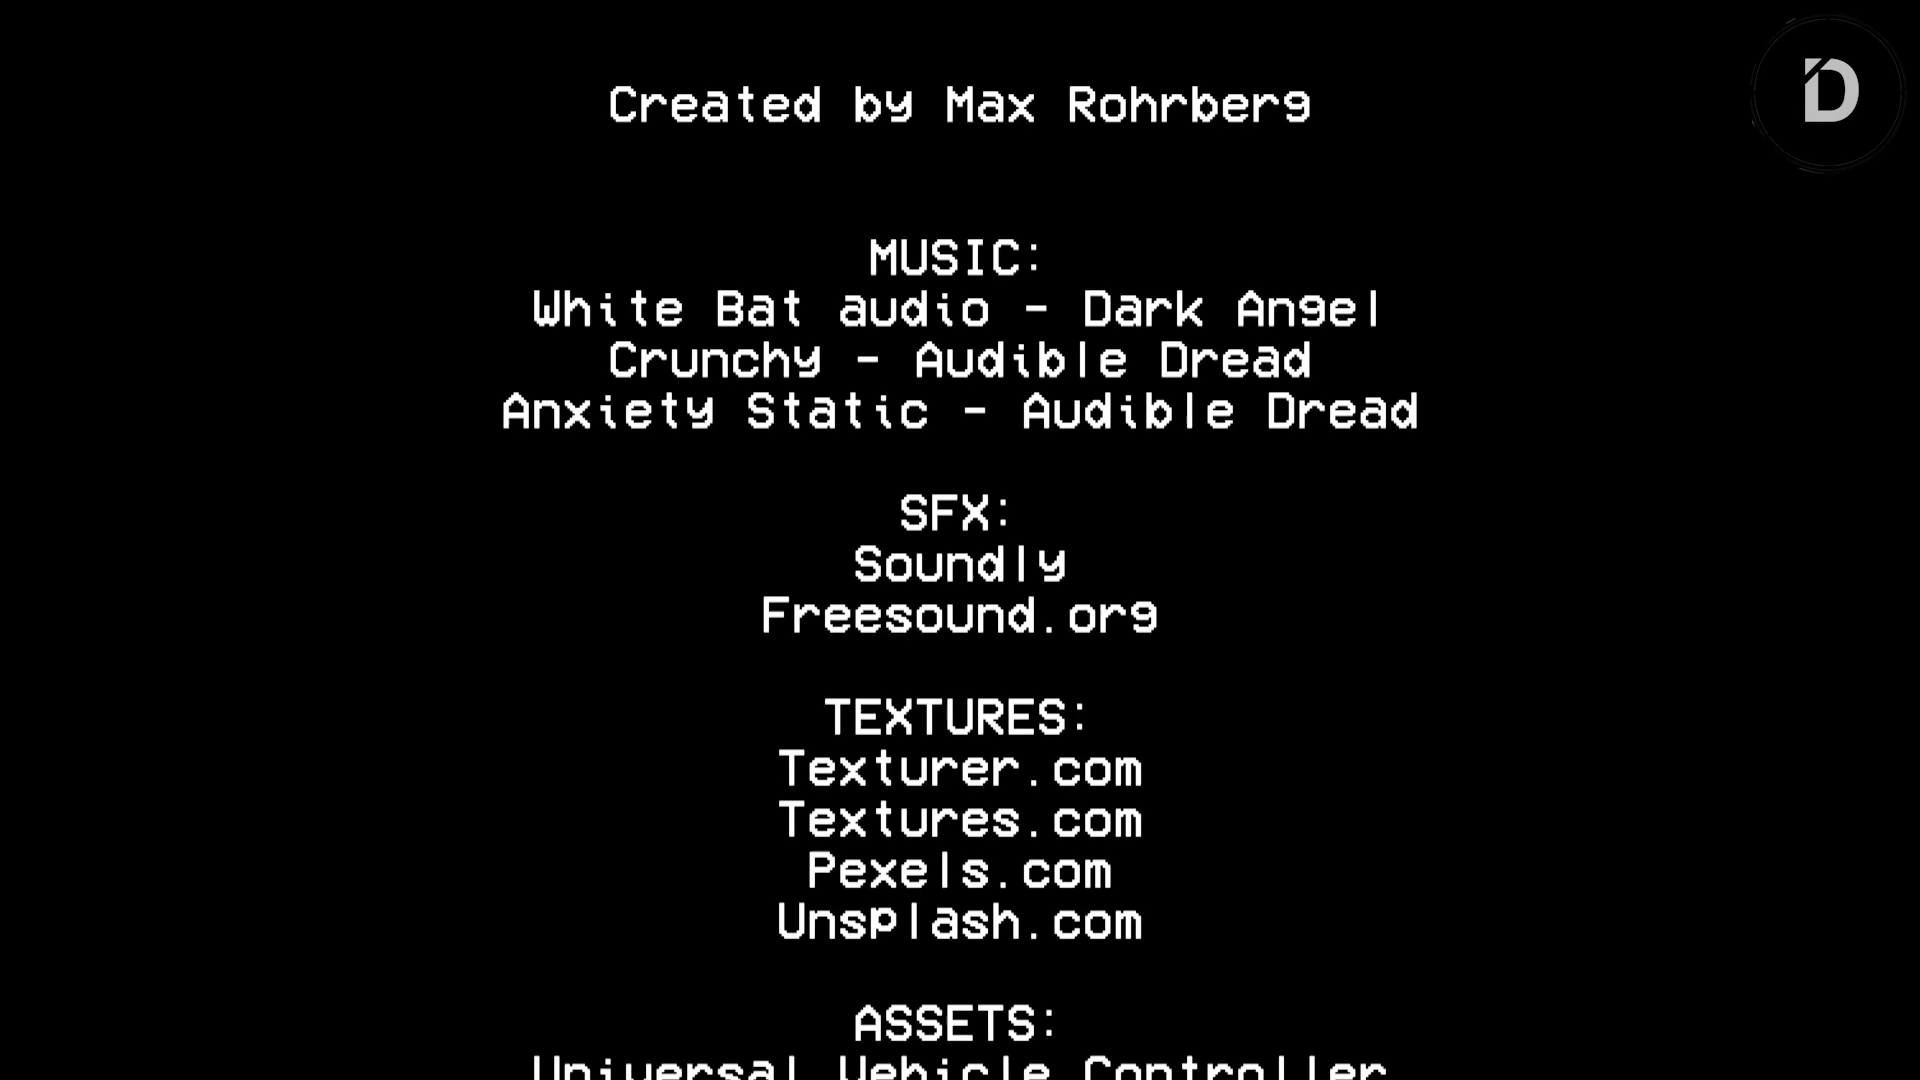 Created by Max Rohrberg
MUSIC:
White Bat audio - Dark Angel
Crunchy - Audible Dread
Anxiety Static - Audible Dread
SFX:
Soundly
Freesound.org
TEXTURES:
Texturer.com
Textures.com
Pexels.com
Unsplash.com
ASSETS:
Universal Vehicle Controller
D